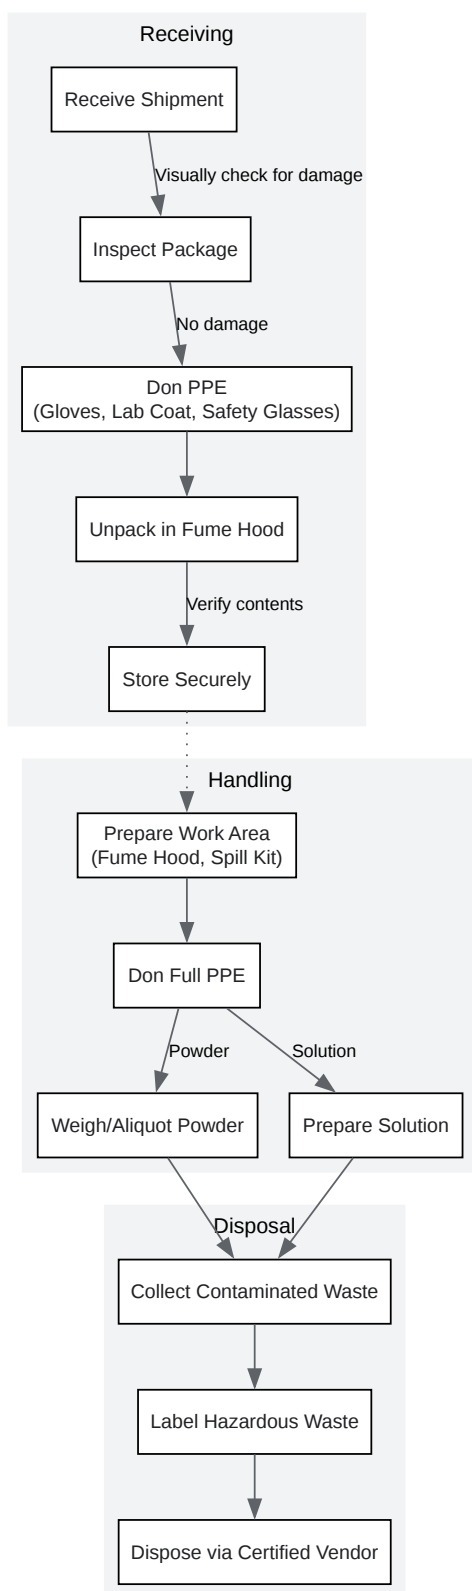 Receiving
Receive Shipment
Visually check for damage
Inspect Package
No damage
Don PPE
(Gloves, Lab Coat, Safety Glasses)
Unpack in Fume Hood
Verify contents
Store Securely
Handling
Prepare Work Area
(Fume Hood, Spill Kit)
Don Full PPE
Powder
Solution
Weigh/Aliquot Powder
Prepare Solution
Disposal
Collect Contaminated Waste
Label Hazardous Waste
Dispose via Certified Vendor